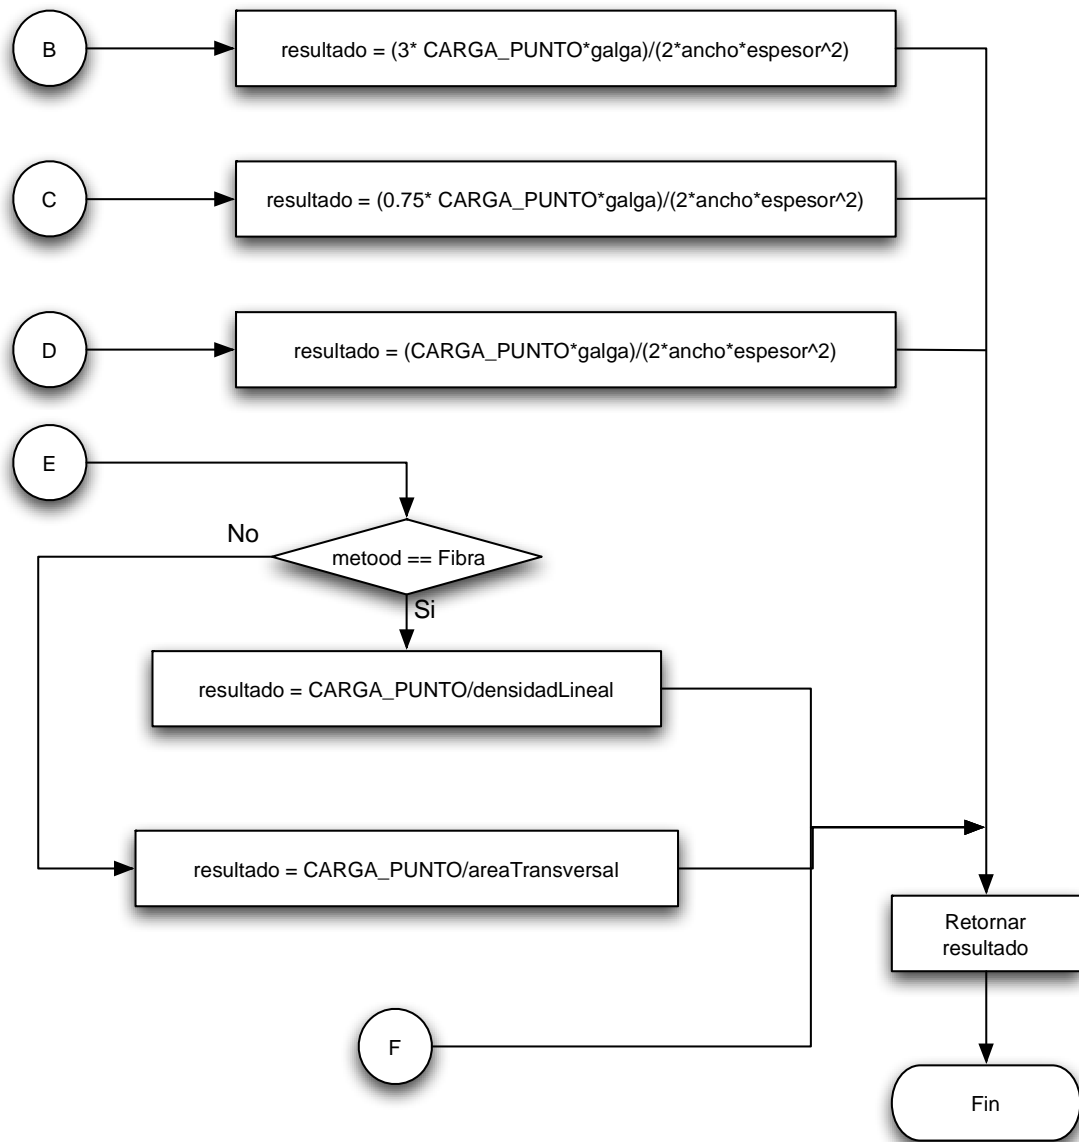 B
resultado = (3* CARGA_PUNTO*galga)/(2*ancho*espesor^2)
C
resultado = (0.75* CARGA_PUNTO*galga)/(2*ancho*espesor^2)
D
resultado = (CARGA_PUNTO*galga)/(2*ancho*espesor^2)
E
No
metood == Fibra
Si
resultado = CARGA_PUNTO/densidadLineal
resultado = CARGA_PUNTO/areaTransversal
Retornar
resultado
F
Fin